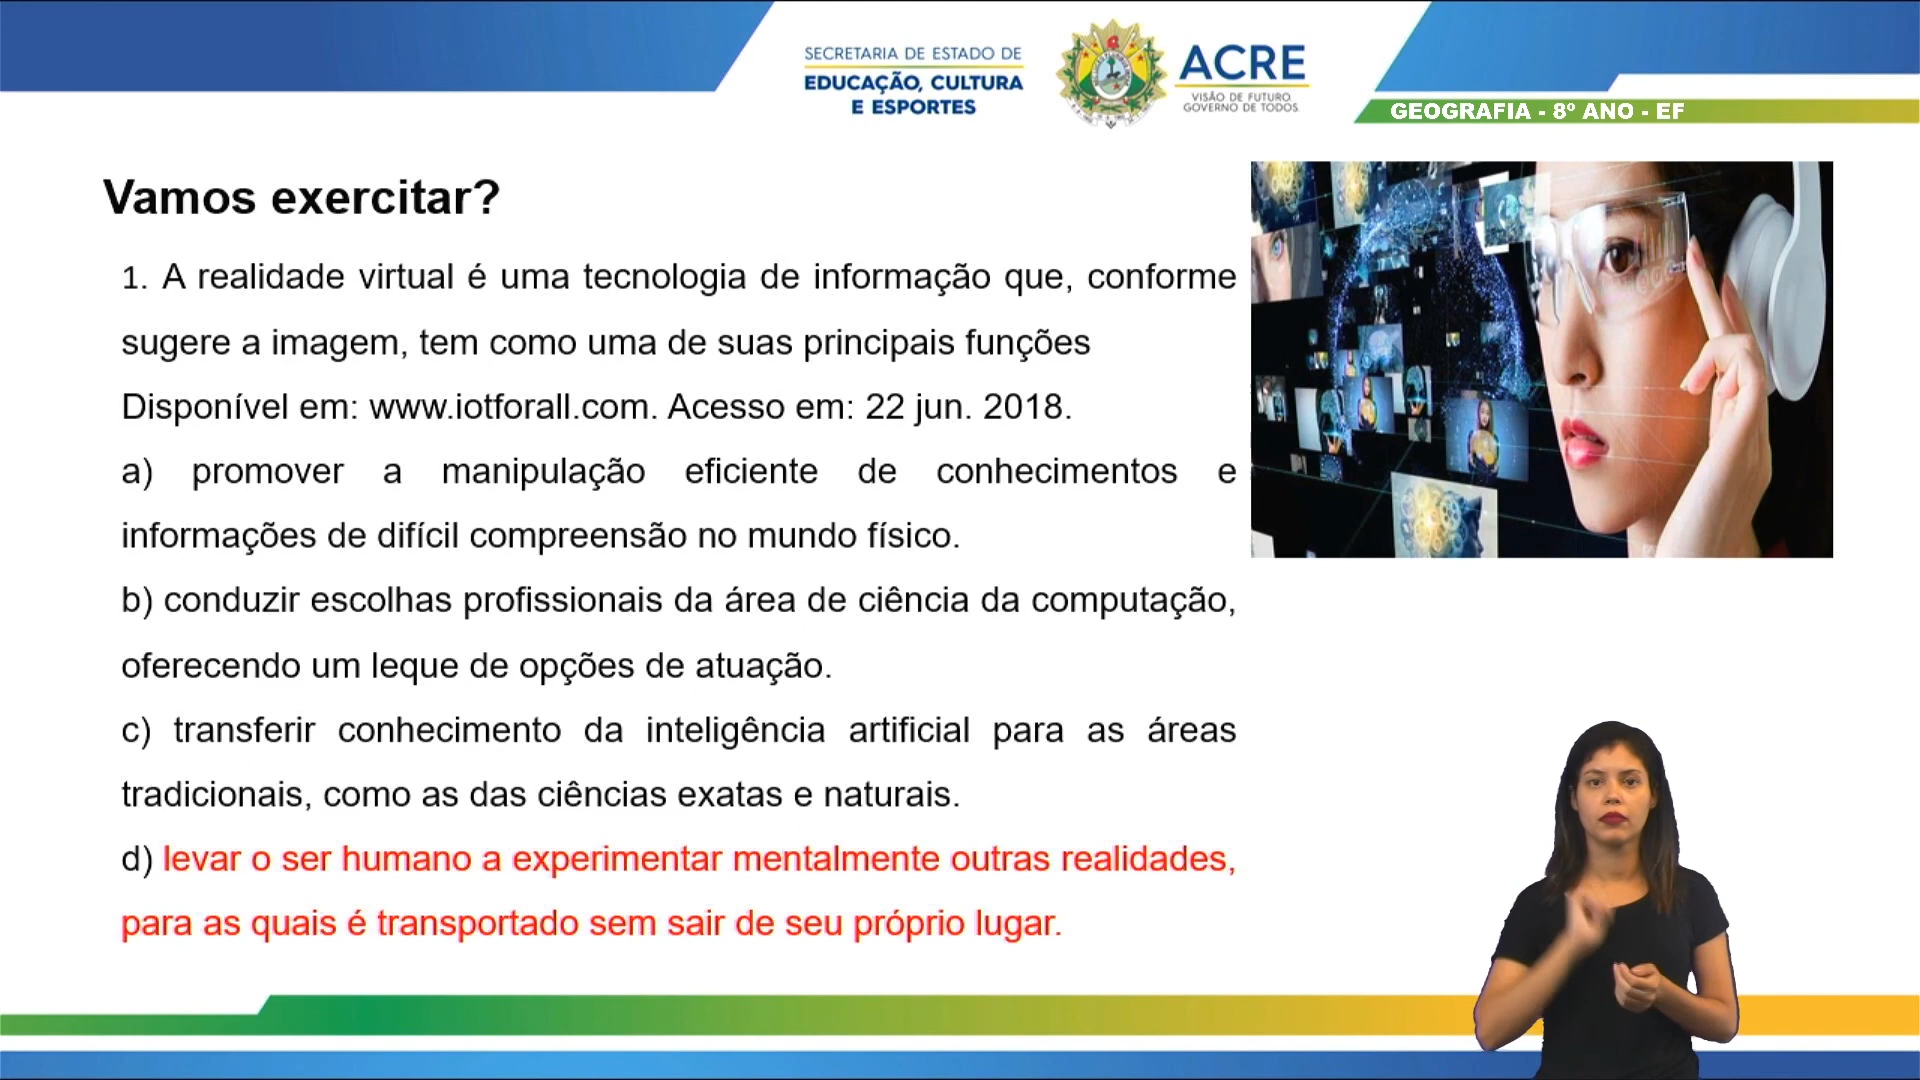 SECRETARIA DE ESTADO DE
EDUCAÇÃO, CULTURA
E ESPORTES
ACRE
VISÃO DE FUTURO.
GOVERNO DE TODOS.
GEOGRAFIA - 8º ANO - EF
Vamos exercitar?
1. A realidade virtual é uma tecnologia de informação que, conforme
sugere a imagem, tem como uma de suas principais funções
Disponível em: www.iotforall.com. Acesso em: 22 jun. 2018.
a) promover a manipulação eficiente de conhecimentos e
informações de difícil compreensão no mundo físico.
b) conduzir escolhas profissionais da área de ciência da computação,
oferecendo um leque de opções de atuação.
c) transferir conhecimento da inteligência artificial para as áreas
tradicionais, como as das ciências exatas e naturais.
d) levar o ser humano a experimentar mentalmente outras realidades,
para as quais é transportado sem sair de seu próprio lugar.